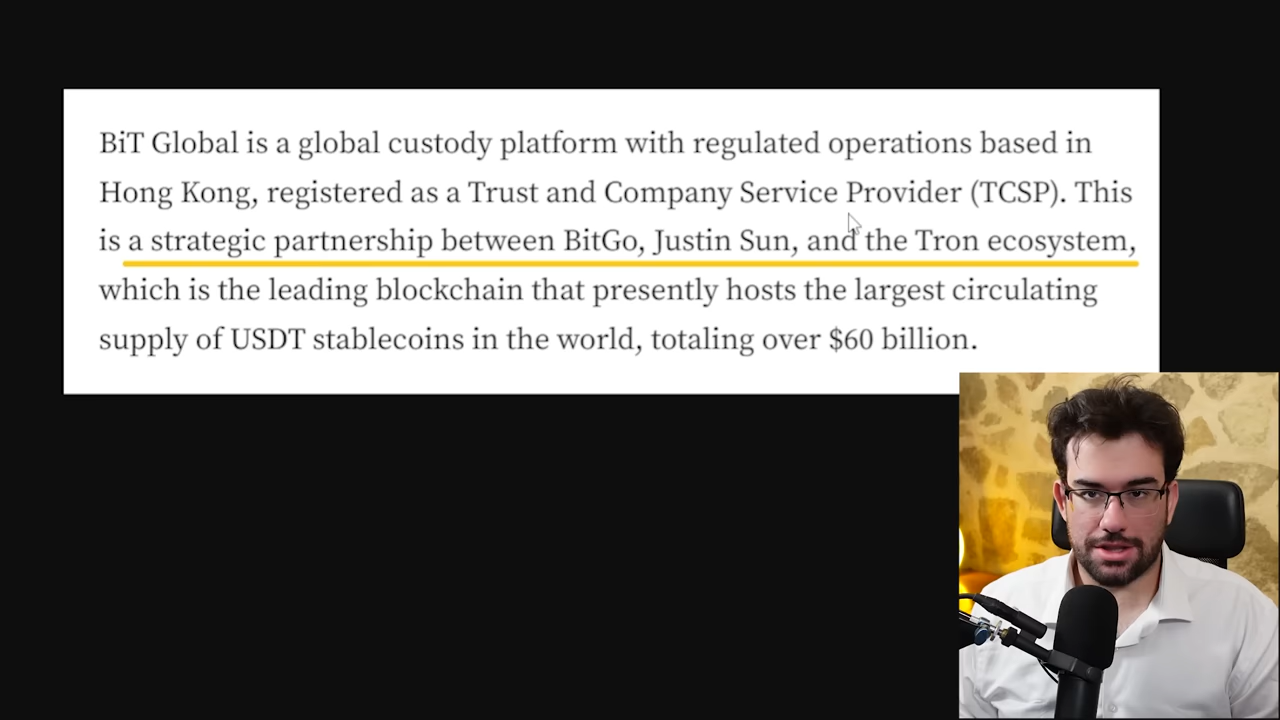 BiT Global is a global custody platform with regulated operations based in
Hong Kong, registered as a Trust and Company Service Provider (TCSP). This
is a strategic partnership between BitGo, Justin Sun, and the Tron ecosystem,
which is the leading blockchain that presently hosts the largest circulating
supply of USDT stablecoins in the world, totaling over $60 billion.